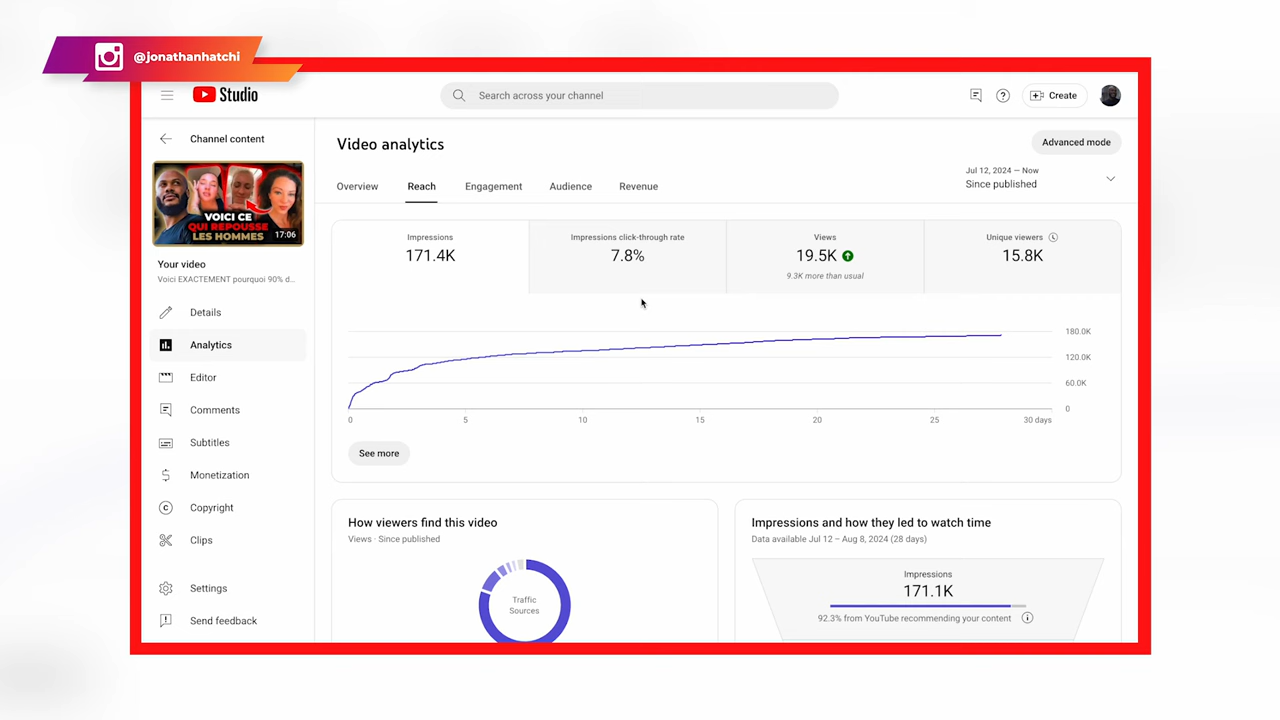 @jonathanhatchi
Studio
Search across your channel
Create
Channel content
VOICI CE
QUI REPOUSSE
LES HOMMES
17:06
Your video
Voici EXACTEMENT pourquoi 90% d...
Details
Analytics
Editor
Comments
Subtitles
Monetization
Copyright
Clips
Settings
Send feedback
Video analytics
Advanced mode
Overview
Reach
Engagement
Audience
Revenue
Jul 12, 2024 — Now
Since published
Impressions
171.4K
Impressions click-through rate
7.8%
Views
19.5K
9.3K more than usual
Unique viewers
15.8K
180.0K
120.0K
60.0K
0
0
5
10
15
20
25
30 days
See more
How viewers find this video
Views · Since published
Traffic
Sources
Impressions and how they led to watch time
Data available Jul 12 – Aug 8, 2024 (28 days)
Impressions
171.1K
92.3% from YouTube recommending your content